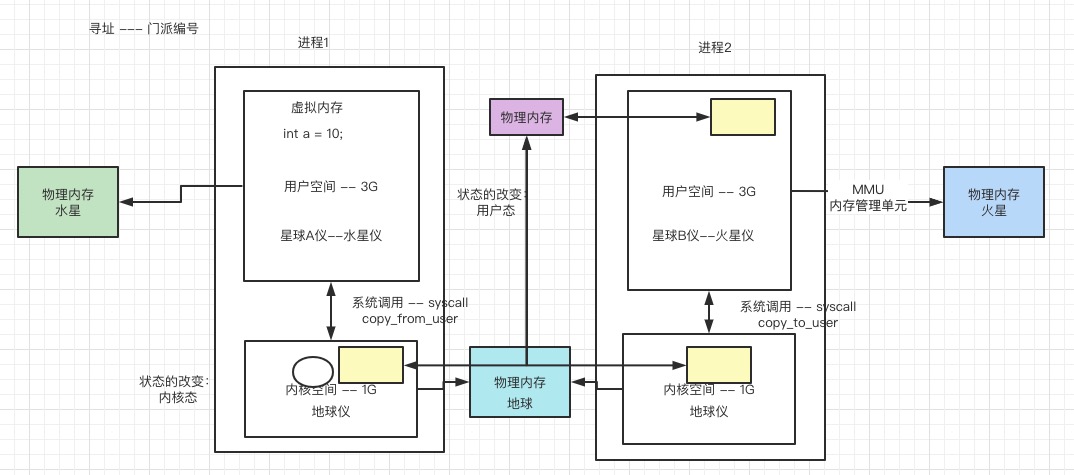 寻址 --- 门派编号
进程1
进程2
虚拟内存
int a = 10;
用户空间 -- 3G
星球A仪--水星仪
物理内存
水星
物理内存
状态的改变：
用户态
用户空间 -- 3G
星球B仪--火星仪
MMU
内存管理单元
物理内存
火星
系统调用 -- syscall
copy_from_user
系统调用 -- syscall
copy_to_user
状态的改变：
内核态
内核空间 -- 1G
地球仪
物理内存
地球
内核空间 -- 1G
地球仪